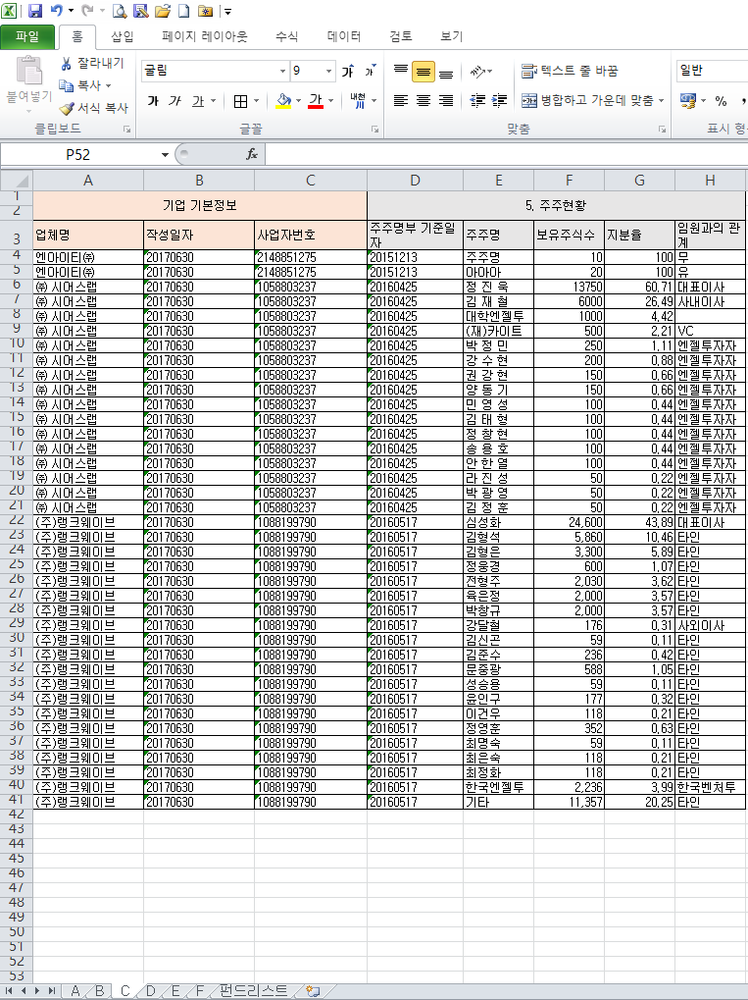 파일 홈 삽입 페이지 레이아웃 수식 데이터 검토 보기
붙여넣기 잘라내기 복사 서식 복사 굴림 9 가 가 가 가 가 가 내천 텍스트 줄 바꿈 병합하고 가운데 맞춤 일반 % ,
클립보드 글꼴 맞춤 표시 형
P52 fx
A B C D E F G H
1 기업 기본정보 5. 주주현황
2
3 업체명 작성일자 사업자번호 주주명부 기준일자 주주명 보유주식수 지분율 임원과의 관계
4 엔아이티㈜ 20170630 2148851275 20151213 주주명 10 100 무
5 엔아이티㈜ 20170630 2148851275 20151213 아아아 20 100 유
6 ㈜ 시어스랩 20170630 1058803237 20160425 정 진 욱 13750 60.71 대표이사
7 ㈜ 시어스랩 20170630 1058803237 20160425 김 재 철 6000 26.49 사내이사
8 ㈜ 시어스랩 20170630 1058803237 20160425 대학엔젤투 1000 4.42
9 ㈜ 시어스랩 20170630 1058803237 20160425 (재)카이트 500 2.21 VC
10 ㈜ 시어스랩 20170630 1058803237 20160425 박 정 민 250 1.11 엔젤투자자
11 ㈜ 시어스랩 20170630 1058803237 20160425 강 수 현 200 0.88 엔젤투자자
12 ㈜ 시어스랩 20170630 1058803237 20160425 권 강 현 150 0.66 엔젤투자자
13 ㈜ 시어스랩 20170630 1058803237 20160425 양 동 기 150 0.66 엔젤투자자
14 ㈜ 시어스랩 20170630 1058803237 20160425 민 영 성 100 0.44 엔젤투자자
15 ㈜ 시어스랩 20170630 1058803237 20160425 김 태 형 100 0.44 엔젤투자자
16 ㈜ 시어스랩 20170630 1058803237 20160425 정 창 현 100 0.44 엔젤투자자
17 ㈜ 시어스랩 20170630 1058803237 20160425 송 용 호 100 0.44 엔젤투자자
18 ㈜ 시어스랩 20170630 1058803237 20160425 안 한 열 100 0.44 엔젤투자자
19 ㈜ 시어스랩 20170630 1058803237 20160425 라 진 성 50 0.22 엔젤투자자
20 ㈜ 시어스랩 20170630 1058803237 20160425 박 광 영 50 0.22 엔젤투자자
21 ㈜ 시어스랩 20170630 1058803237 20160425 김 정 훈 50 0.22 엔젤투자자
22 (주)랭크웨이브 20170630 1088199790 20160517 심성화 24,600 43.89 대표이사
23 (주)랭크웨이브 20170630 1088199790 20160517 김형석 5,860 10.46 타인
24 (주)랭크웨이브 20170630 1088199790 20160517 김형은 3,300 5.89 타인
25 (주)랭크웨이브 20170630 1088199790 20160517 정웅경 600 1.07 타인
26 (주)랭크웨이브 20170630 1088199790 20160517 전형주 2,030 3.62 타인
27 (주)랭크웨이브 20170630 1088199790 20160517 육은정 2,000 3.57 타인
28 (주)랭크웨이브 20170630 1088199790 20160517 박창규 2,000 3.57 타인
29 (주)랭크웨이브 20170630 1088199790 20160517 강달철 176 0.31 사외이사
30 (주)랭크웨이브 20170630 1088199790 20160517 김신곤 59 0.11 타인
31 (주)랭크웨이브 20170630 1088199790 20160517 김준수 236 0.42 타인
32 (주)랭크웨이브 20170630 1088199790 20160517 문중광 588 1.05 타인
33 (주)랭크웨이브 20170630 1088199790 20160517 성승용 59 0.11 타인
34 (주)랭크웨이브 20170630 1088199790 20160517 윤인구 177 0.32 타인
35 (주)랭크웨이브 20170630 1088199790 20160517 이건우 118 0.21 타인
36 (주)랭크웨이브 20170630 1088199790 20160517 정영훈 352 0.63 타인
37 (주)랭크웨이브 20170630 1088199790 20160517 최명숙 59 0.11 타인
38 (주)랭크웨이브 20170630 1088199790 20160517 최은숙 118 0.21 타인
39 (주)랭크웨이브 20170630 1088199790 20160517 최정화 118 0.21 타인
40 (주)랭크웨이브 20170630 1088199790 20160517 한국엔젤투 2,236 3.99 한국벤처투
41 (주)랭크웨이브 20170630 1088199790 20160517 기타 11,357 20.25 타인
42
43
44
45
46
47
48
49
50
51
52
53
A B C D E F 펀드리스트